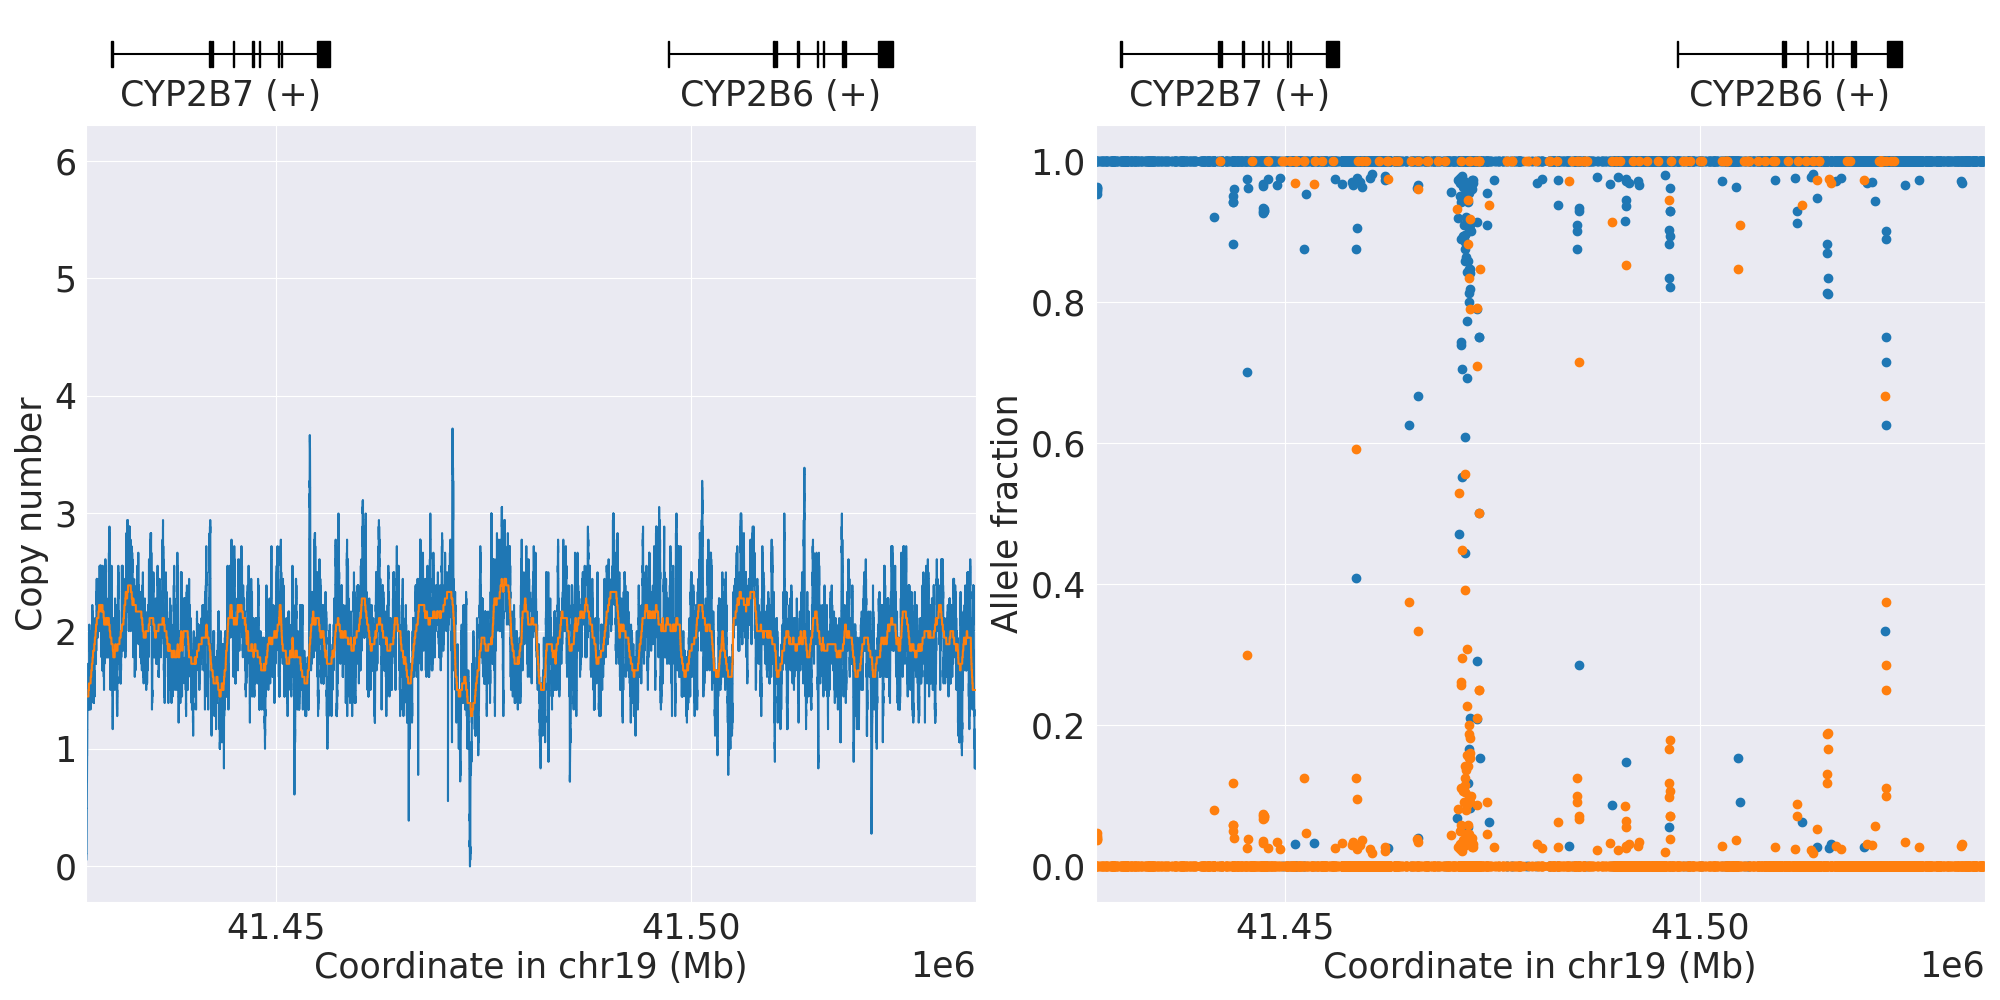 CYP2B7 (+)
CYP2B6 (+)
6
5
4
3
2
1
0
Copy number
41.45
41.50
Coordinate in chr19 (Mb)
1e6
CYP2B7 (+)
CYP2B6 (+)
1.0
0.8
0.6
0.4
0.2
0.0
Allele fraction
41.45
41.50
Coordinate in chr19 (Mb)
1e6